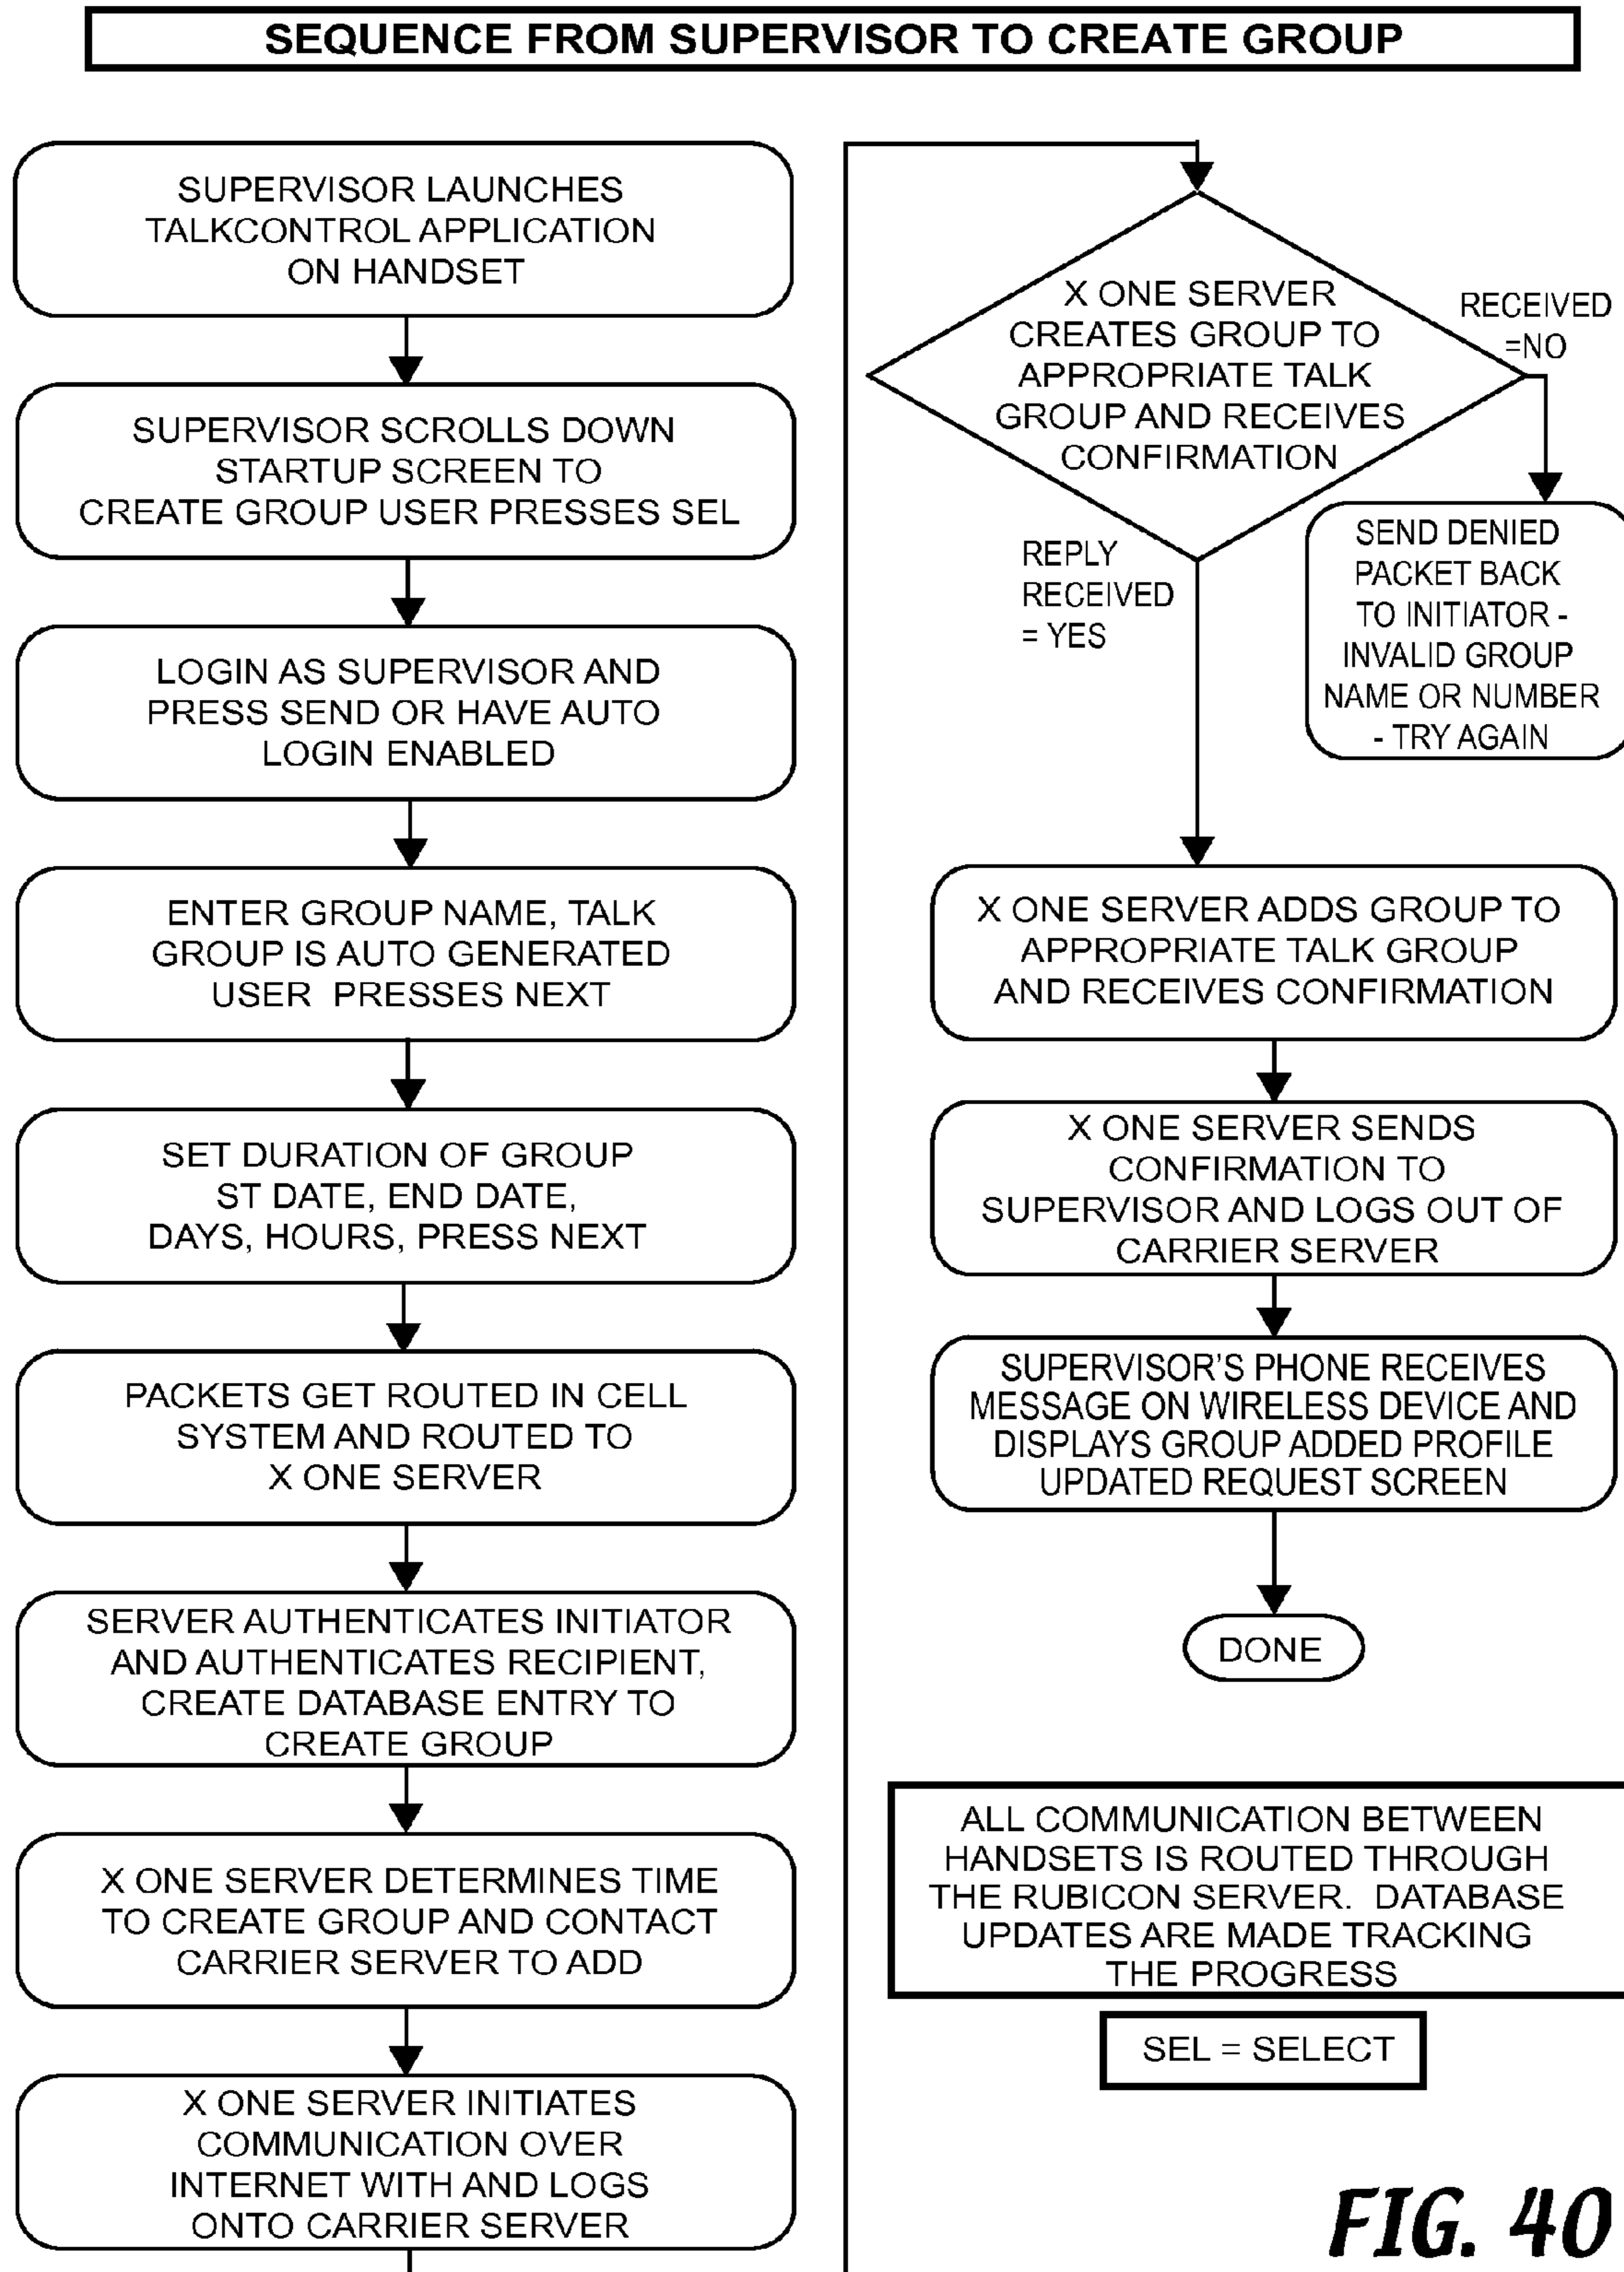 SEQUENCE FROM SUPERVISOR TO CREATE GROUP
SUPERVISOR LAUNCHES
TALKCONTROL APPLICATION
ON HANDSET
SUPERVISOR SCROLLS DOWN
STARTUP SCREEN TO
CREATE GROUP USER PRESSES SEL
LOGIN AS SUPERVISOR AND
PRESS SEND OR HAVE AUTO
LOGIN ENABLED
ENTER GROUP NAME, TALK
GROUP IS AUTO GENERATED
USER PRESSES NEXT
SET DURATION OF GROUP
ST DATE, END DATE,
DAYS, HOURS, PRESS NEXT
PACKETS GET ROUTED IN CELL
SYSTEM AND ROUTED TO
X ONE SERVER
SERVER AUTHENTICATES INITIATOR
AND AUTHENTICATES RECIPIENT,
CREATE DATABASE ENTRY TO
CREATE GROUP
X ONE SERVER DETERMINES TIME
TO CREATE GROUP AND CONTACT
CARRIER SERVER TO ADD
X ONE SERVER INITIATES
COMMUNICATION OVER
INTERNET WITH AND LOGS
ONTO CARRIER SERVER
X ONE SERVER
CREATES GROUP TO
APPROPRIATE TALK
GROUP AND RECEIVES
CONFIRMATION
RECEIVED
=NO
SEND DENIED
PACKET BACK
TO INITIATOR -
INVALID GROUP
NAME OR NUMBER
- TRY AGAIN
REPLY
RECEIVED
= YES
X ONE SERVER ADDS GROUP TO
APPROPRIATE TALK GROUP
AND RECEIVES CONFIRMATION
X ONE SERVER SENDS
CONFIRMATION TO
SUPERVISOR AND LOGS OUT OF
CARRIER SERVER
SUPERVISOR'S PHONE RECEIVES
MESSAGE ON WIRELESS DEVICE AND
DISPLAYS GROUP ADDED PROFILE
UPDATED REQUEST SCREEN
DONE
ALL COMMUNICATION BETWEEN
HANDSETS IS ROUTED THROUGH
THE RUBICON SERVER. DATABASE
UPDATES ARE MADE TRACKING
THE PROGRESS
SEL = SELECT
FIG. 40